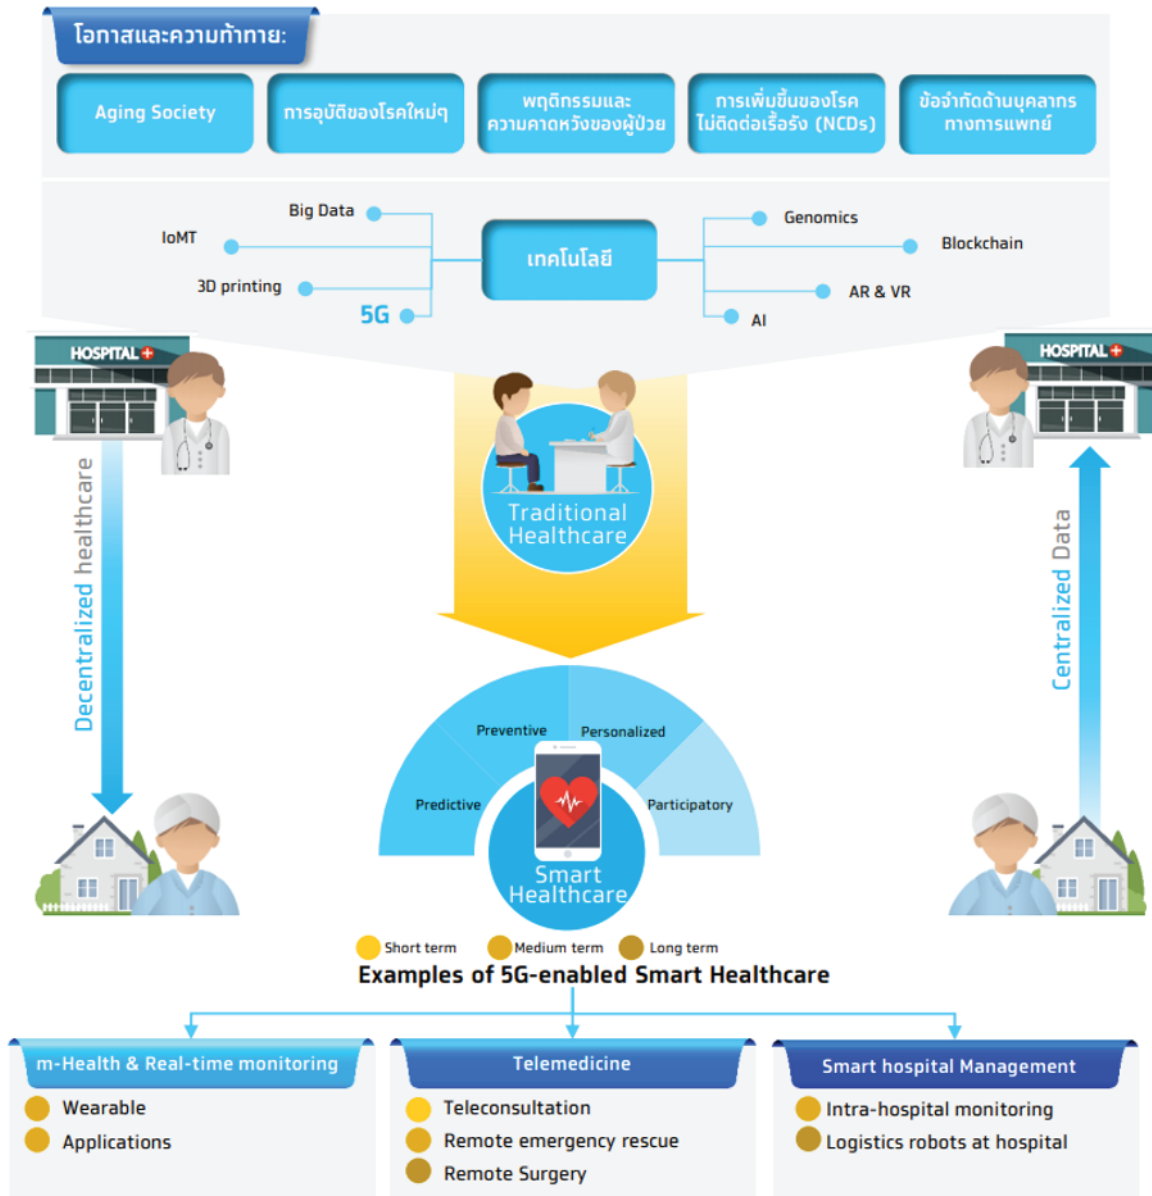 โอกาสและความท้าทาย:
Aging Society
การอุบัติของโรคใหม่ๆ
พฤติกรรมและ
ความคาดหวังของผู้ป่วย
การเพิ่มขึ้นของโรค
ไม่ติดต่อเรื้อรัง (NCDs)
ข้อจำกัดด้านบุคลากร
ทางการแพทย์
Big Data
IoMT
3D printing
5G
เทคโนโลยี
Genomics
Blockchain
AR & VR
AI
HOSPITAL
HOSPITAL
Traditional
Healthcare
Decentralized healthcare
Centralized Data
Predictive
Preventive
Personalized
Participatory
Smart
Healthcare
Short term
Medium term
Long term
Examples of 5G-enabled Smart Healthcare
m-Health & Real-time monitoring
Wearable
Applications
Telemedicine
Teleconsultation
Remote emergency rescue
Remote Surgery
Smart hospital Management
Intra-hospital monitoring
Logistics robots at hospital